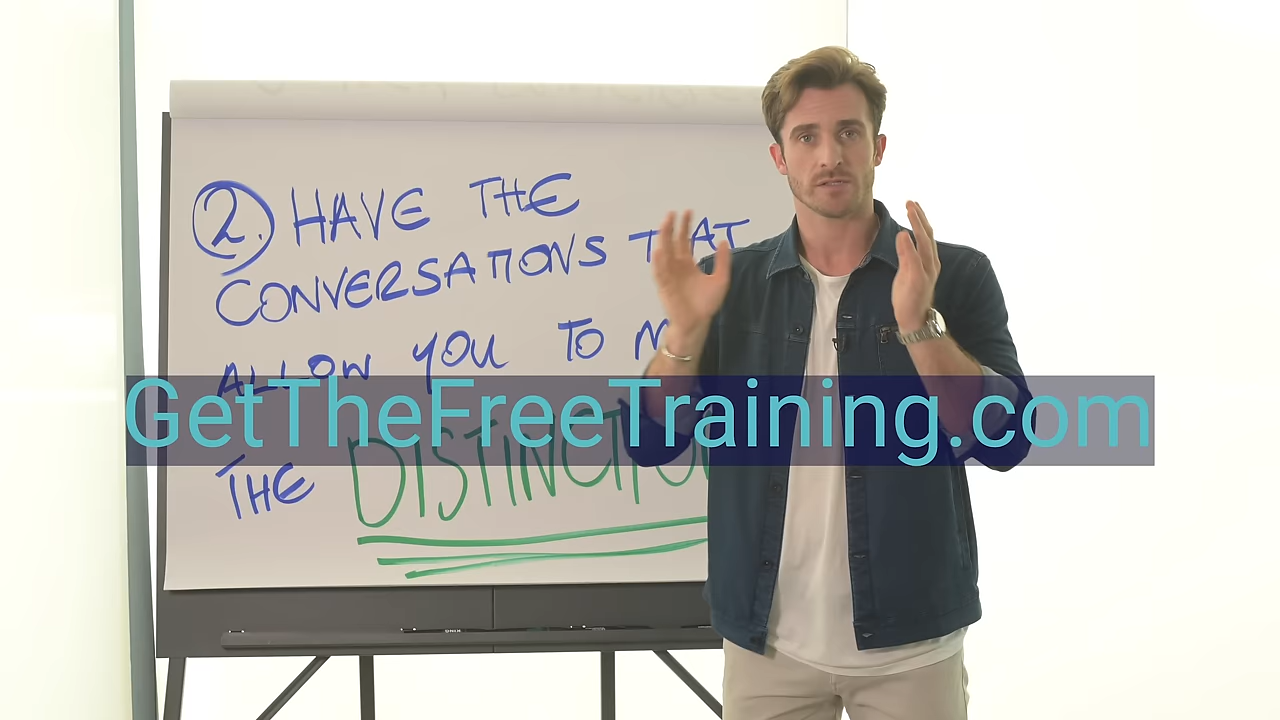 2. HAVE THE
CONVERSATIONS THAT
ALLOW YOU TO
GetTheFreeTraining.com
THE DISTINCTION